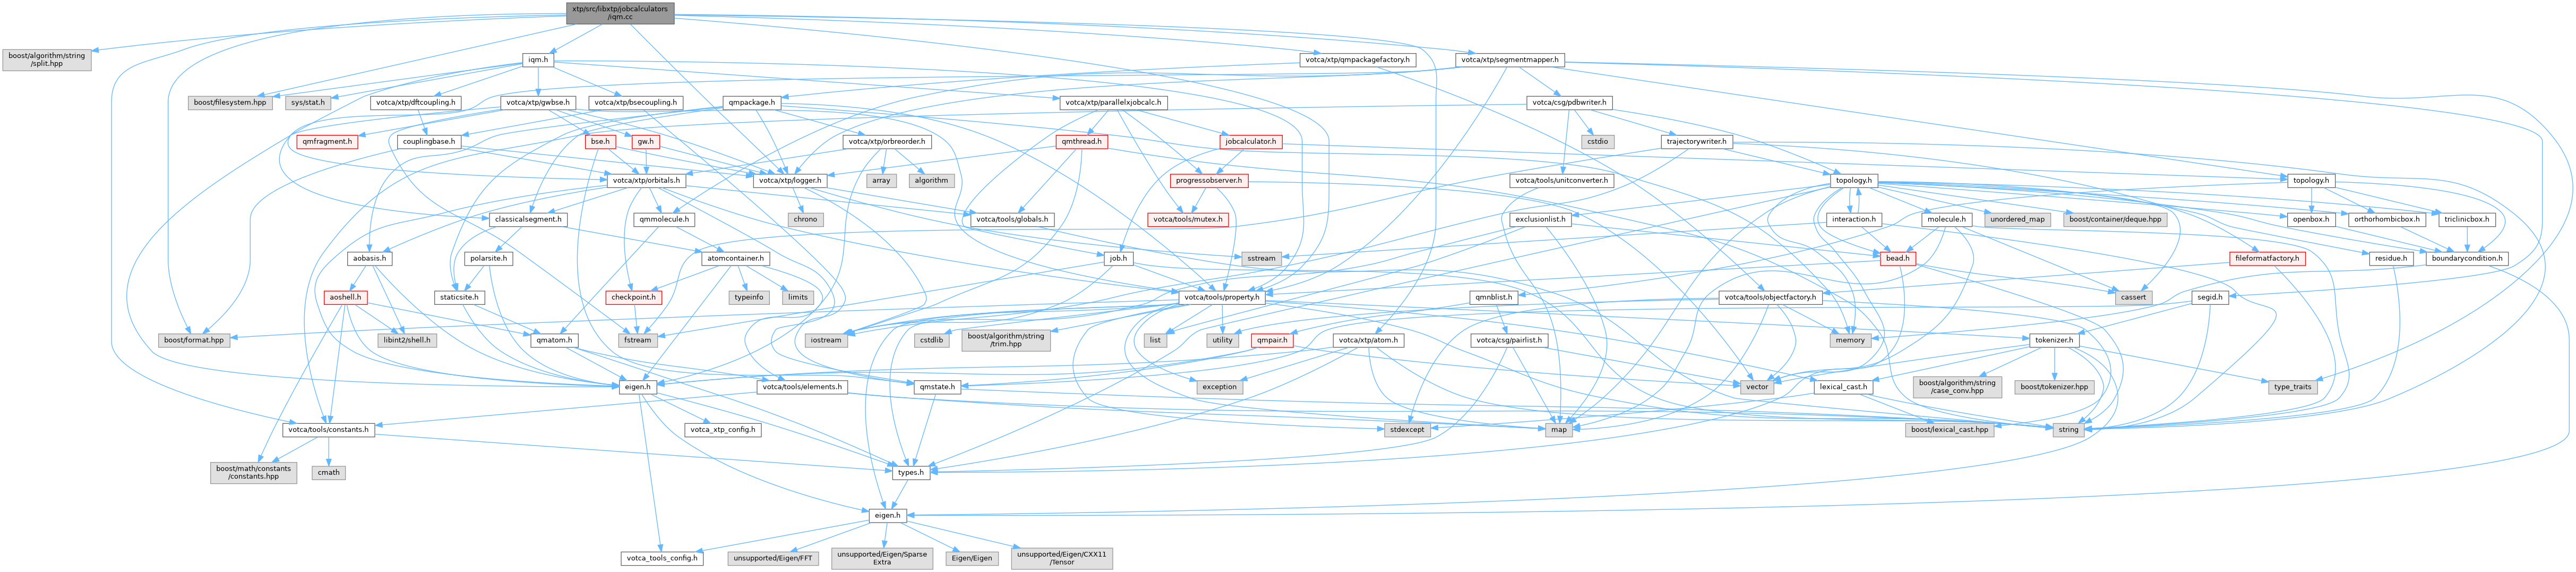 xtp/src/libxtp/jobcalculators
/iqm.cc
boost/algorithm/string
/split.hpp
iqm.h
votca/xtp/qmpackagefactory.h
votca/xtp/segmentmapper.h
boost/filesystem.hpp
sys/stat.h
votca/xtp/dftcoupling.h
votca/xtp/gwbse.h
votca/xtp/bsecoupling.h
qmpackage.h
votca/xtp/parallelxjobcalc.h
votca/csg/pdbwriter.h
qmfragment.h
couplingbase.h
bse.h
gw.h
votca/xtp/orbreorder.h
qmthread.h
jobcalculator.h
cstdio
trajectorywriter.h
votca/xtp/orbitals.h
votca/xtp/logger.h
array
algorithm
progressobserver.h
votca/tools/unitconverter.h
topology.h
topology.h
classicalsegment.h
qmmolecule.h
chrono
votca/tools/globals.h
votca/tools/mutex.h
exclusionlist.h
interaction.h
molecule.h
unordered_map
boost/container/deque.hpp
openbox.h
orthorhombicbox.h
triclinicbox.h
aobasis.h
polarsite.h
atomcontainer.h
sstream
job.h
bead.h
fileformatfactory.h
residue.h
boundarycondition.h
aoshell.h
staticsite.h
checkpoint.h
typeinfo
limits
votca/tools/property.h
qmnblist.h
votca/tools/objectfactory.h
cassert
segid.h
boost/format.hpp
libint2/shell.h
qmatom.h
fstream
iostream
cstdlib
boost/algorithm/string
/trim.hpp
list
utility
qmpair.h
votca/xtp/atom.h
votca/csg/pairlist.h
memory
memory
tokenizer.h
eigen.h
votca/tools/elements.h
qmstate.h
exception
vector
lexical_cast.h
boost/algorithm/string
/case_conv.hpp
boost/tokenizer.hpp
type_traits
votca/tools/constants.h
votca_xtp_config.h
stdexcept
map
boost/lexical_cast.hpp
string
boost/math/constants
/constants.hpp
cmath
types.h
eigen.h
votca_tools_config.h
unsupported/Eigen/FFT
unsupported/Eigen/Sparse
Extra
Eigen/Eigen
unsupported/Eigen/CXX11
/Tensor